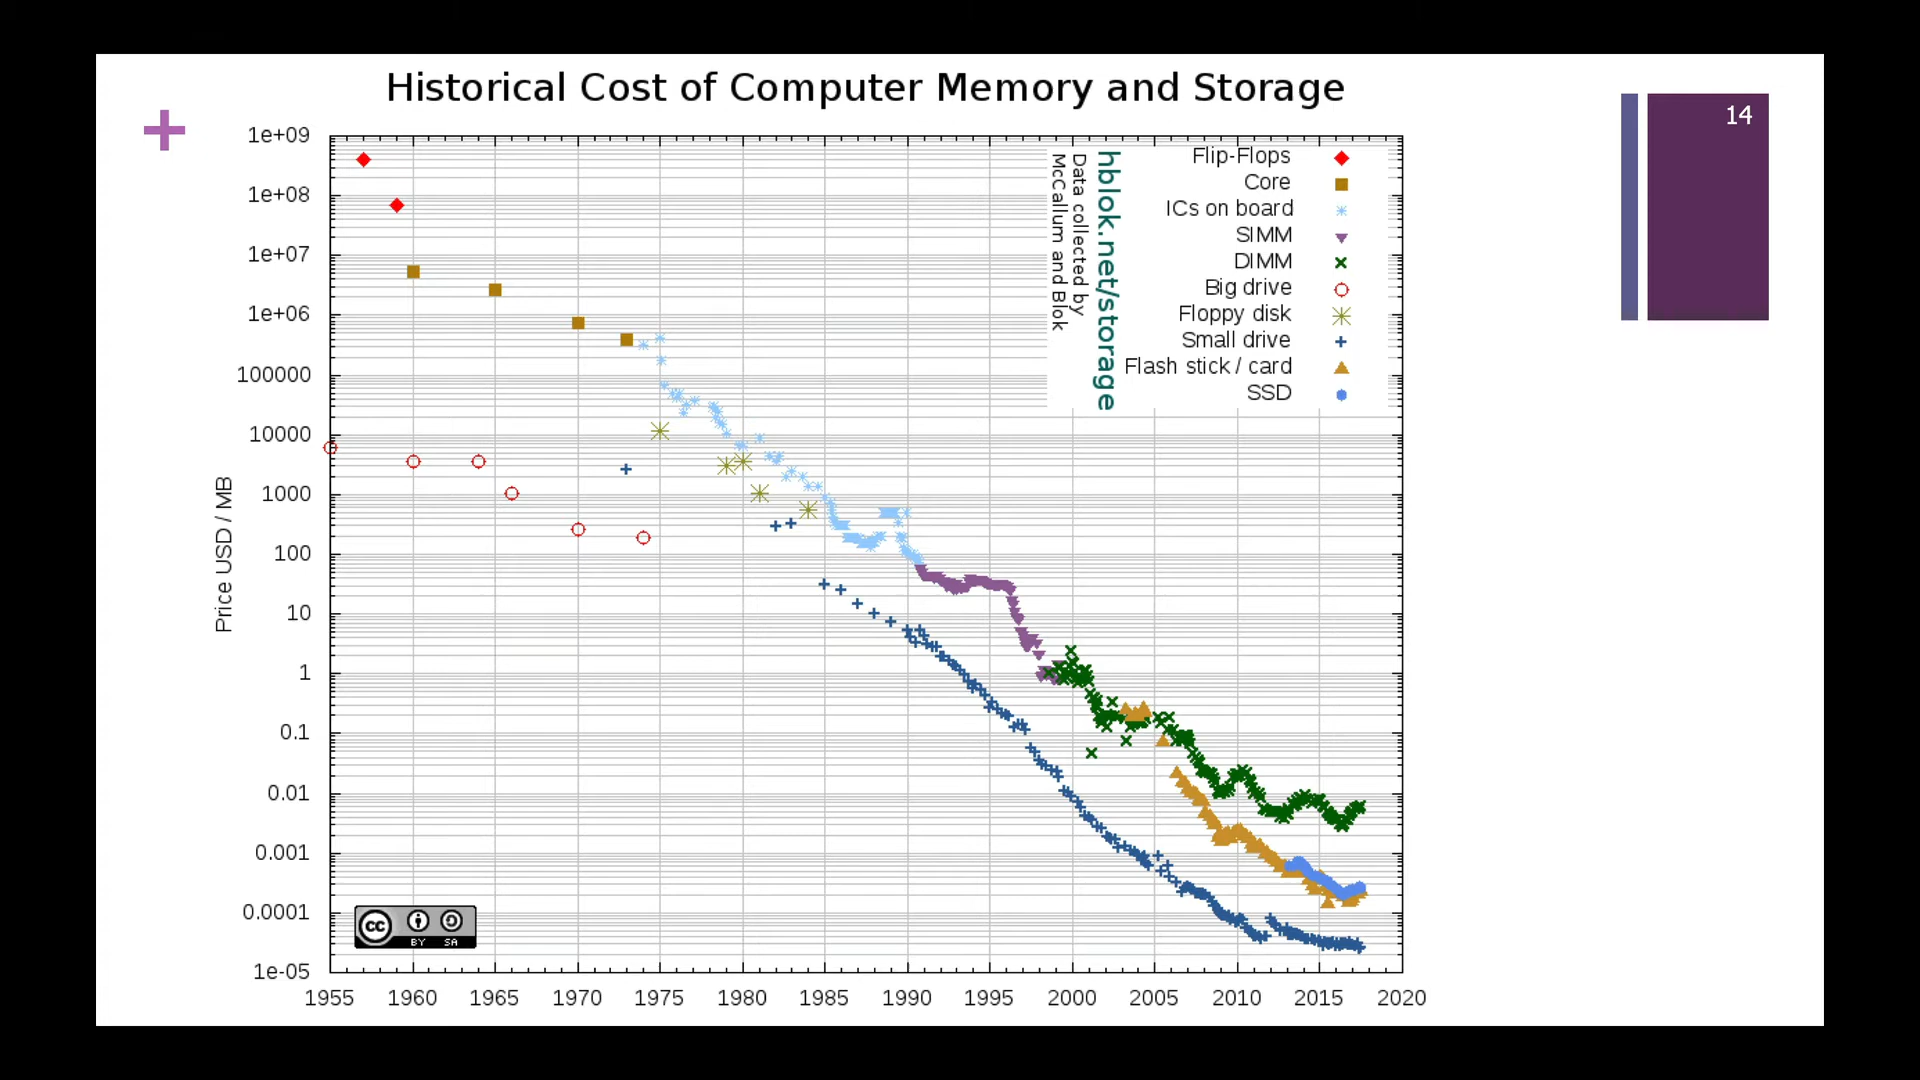 Historical Cost of Computer Memory and Storage
14
1e+09
1e+08
1e+07
1e+06
100000
10000
1000
100
10
1
0.1
0.01
0.001
0.0001
1e-05
Price USD / MB
Flip-Flops
Core
ICs on board
SIMM
DIMM
Big drive
Floppy disk
Small drive
Flash stick / card
SSD
hblok.net/storage
Data collected by
McCallum and Blok
cc
BY SA
1955 1960 1965 1970 1975 1980 1985 1990 1995 2000 2005 2010 2015 2020